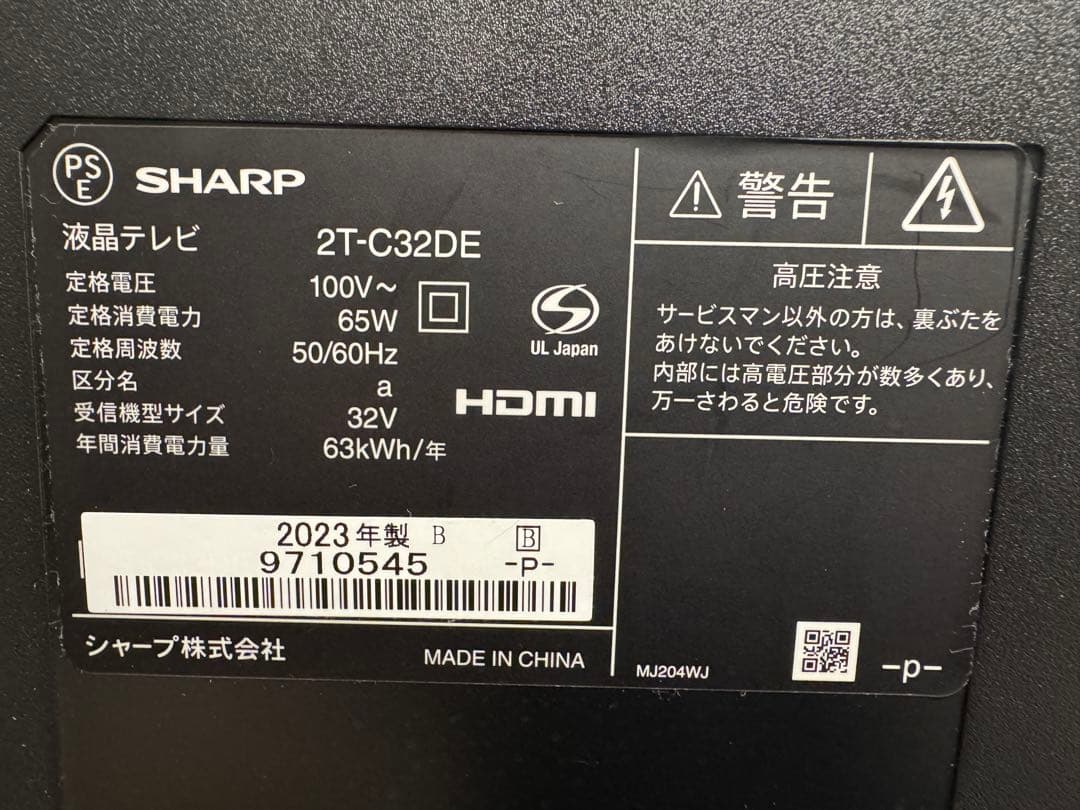 PS
E
SHARP
液晶テレビ 2T-C32DE
定格電圧 100V～
定格消費電力 65W
定格周波数 50/60Hz
区分名 a
受信機型サイズ 32V
年間消費電力量 63kWh/年
UL Japan
HDMI
2023年製 B B
9710545 -P-
シャープ株式会社 MADE IN CHINA
警告
高圧注意
サービスマン以外の方は、裏ぶたを
あけないでください。
内部には高電圧部分が数多くあり、
万一さわると危険です。
MJ204WJ -p-